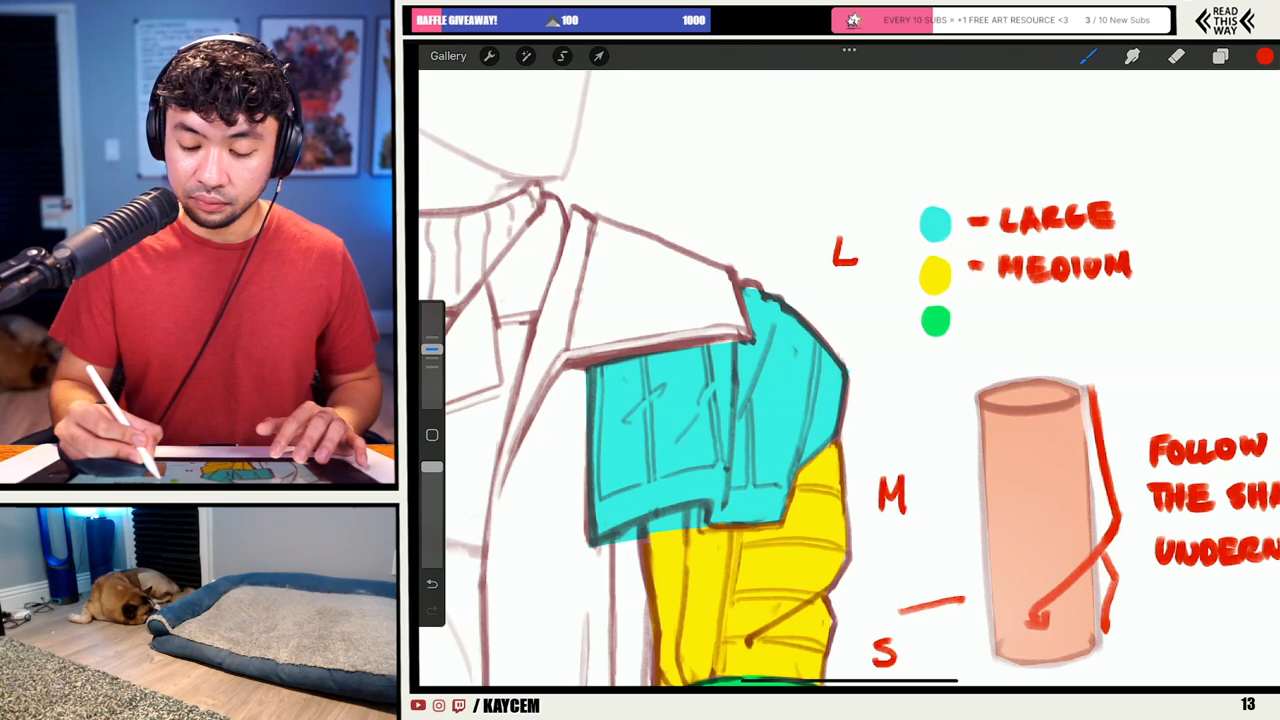 RAFFLE GIVEAWAY! 100 1000
EVERY 10 SUBS = +1 FREE ART RESOURCE <3 3 / 10 New Subs
READ
THIS
WAY
Gallery
L
- LARGE
- MEDIUM
M
FOLLOW
THE
S
/ KAYCEM
13